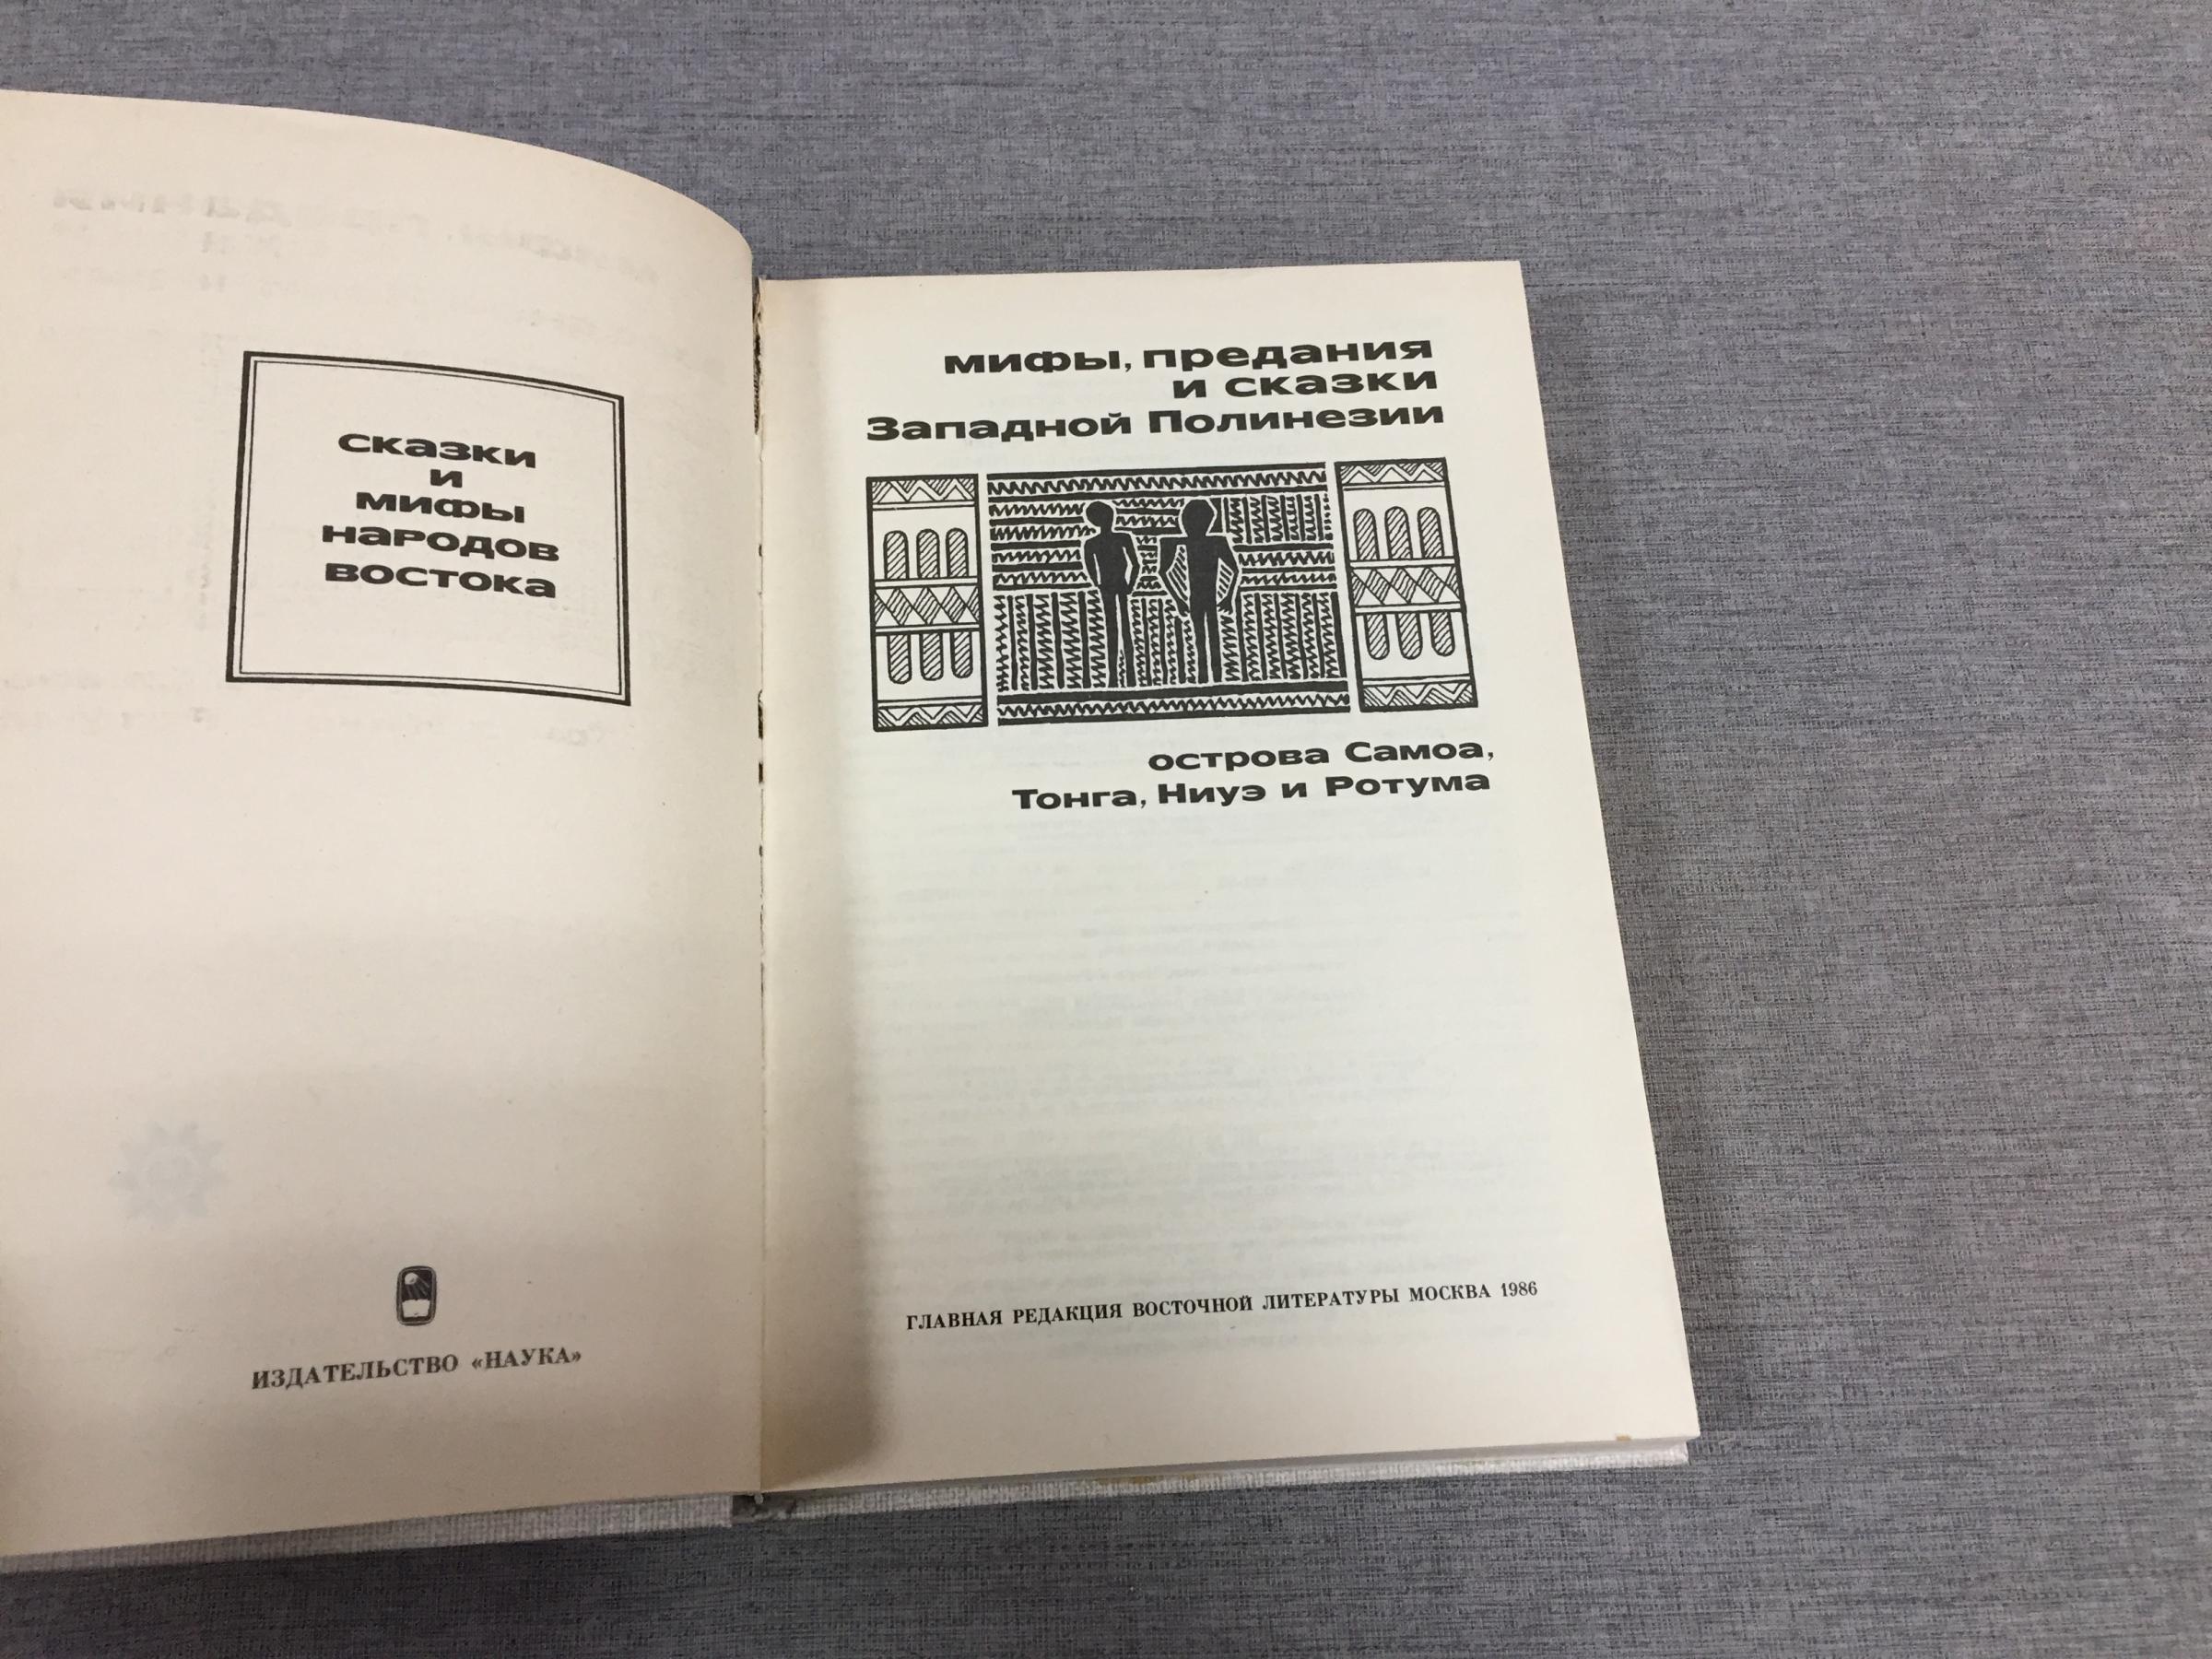 сказки
и
мифы
народов
востока
ИЗДАТЕЛЬСТВО «НАУКА»
мифы, предания
и сказки
Западной Полинезии
острова Самоа,
Тонга, Ниуэ и Ротума
ГЛАВНАЯ РЕДАКЦИЯ ВОСТОЧНОЙ ЛИТЕРАТУРЫ МОСКВА 1986